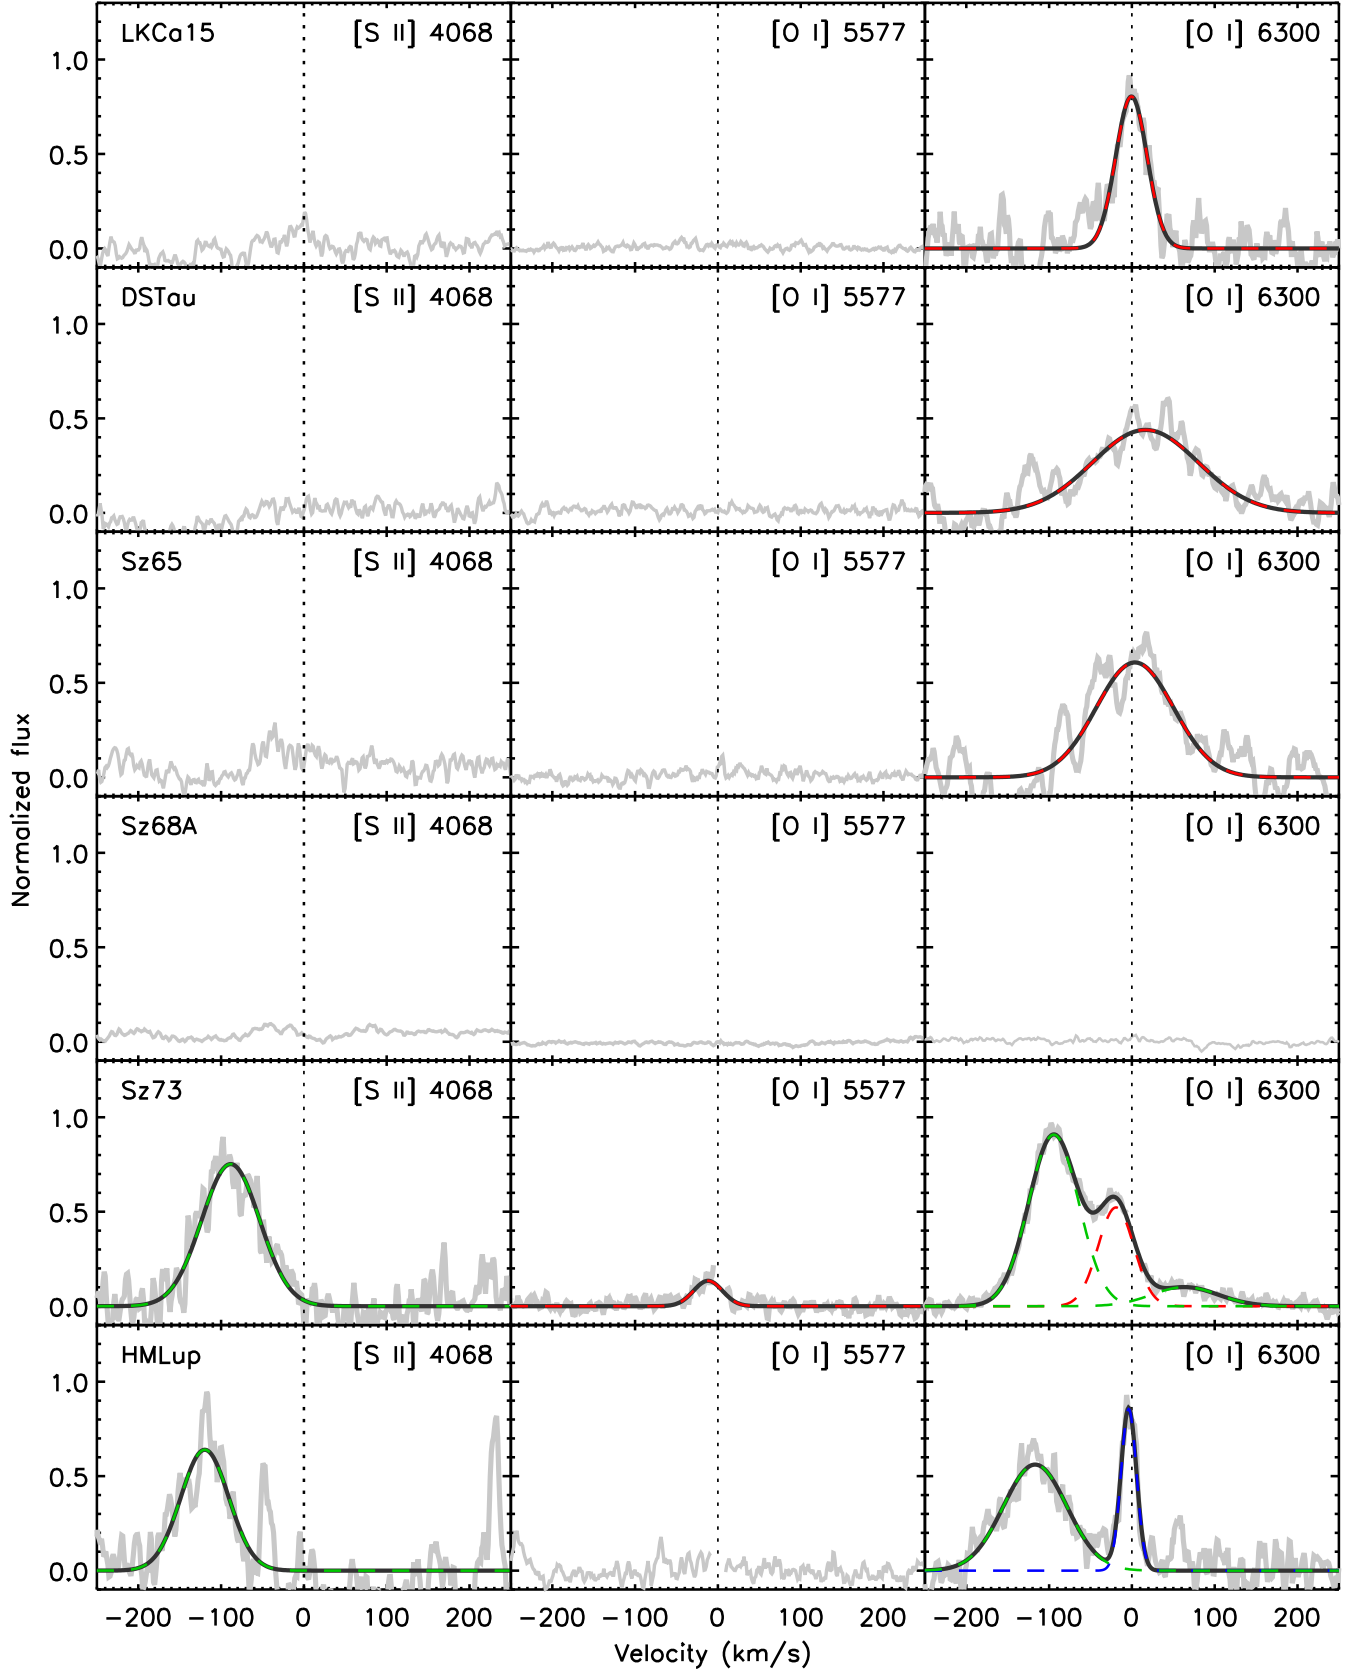 LKCa15 [S II] 4068 [O I] 5577 [O I] 6300
1.0
0.5
0.0
DSTau [S II] 4068 [O I] 5577 [O I] 6300
1.0
0.5
0.0
Sz65 [S II] 4068 [O I] 5577 [O I] 6300
1.0
0.5
0.0
Normalized flux
Sz68A [S II] 4068 [O I] 5577 [O I] 6300
1.0
0.5
0.0
Sz73 [S II] 4068 [O I] 5577 [O I] 6300
1.0
0.5
0.0
HMLup [S II] 4068 [O I] 5577 [O I] 6300
1.0
0.5
0.0
-200 -100 0 100 200 -200 -100 0 100 200 -200 -100 0 100 200
Velocity (km/s)